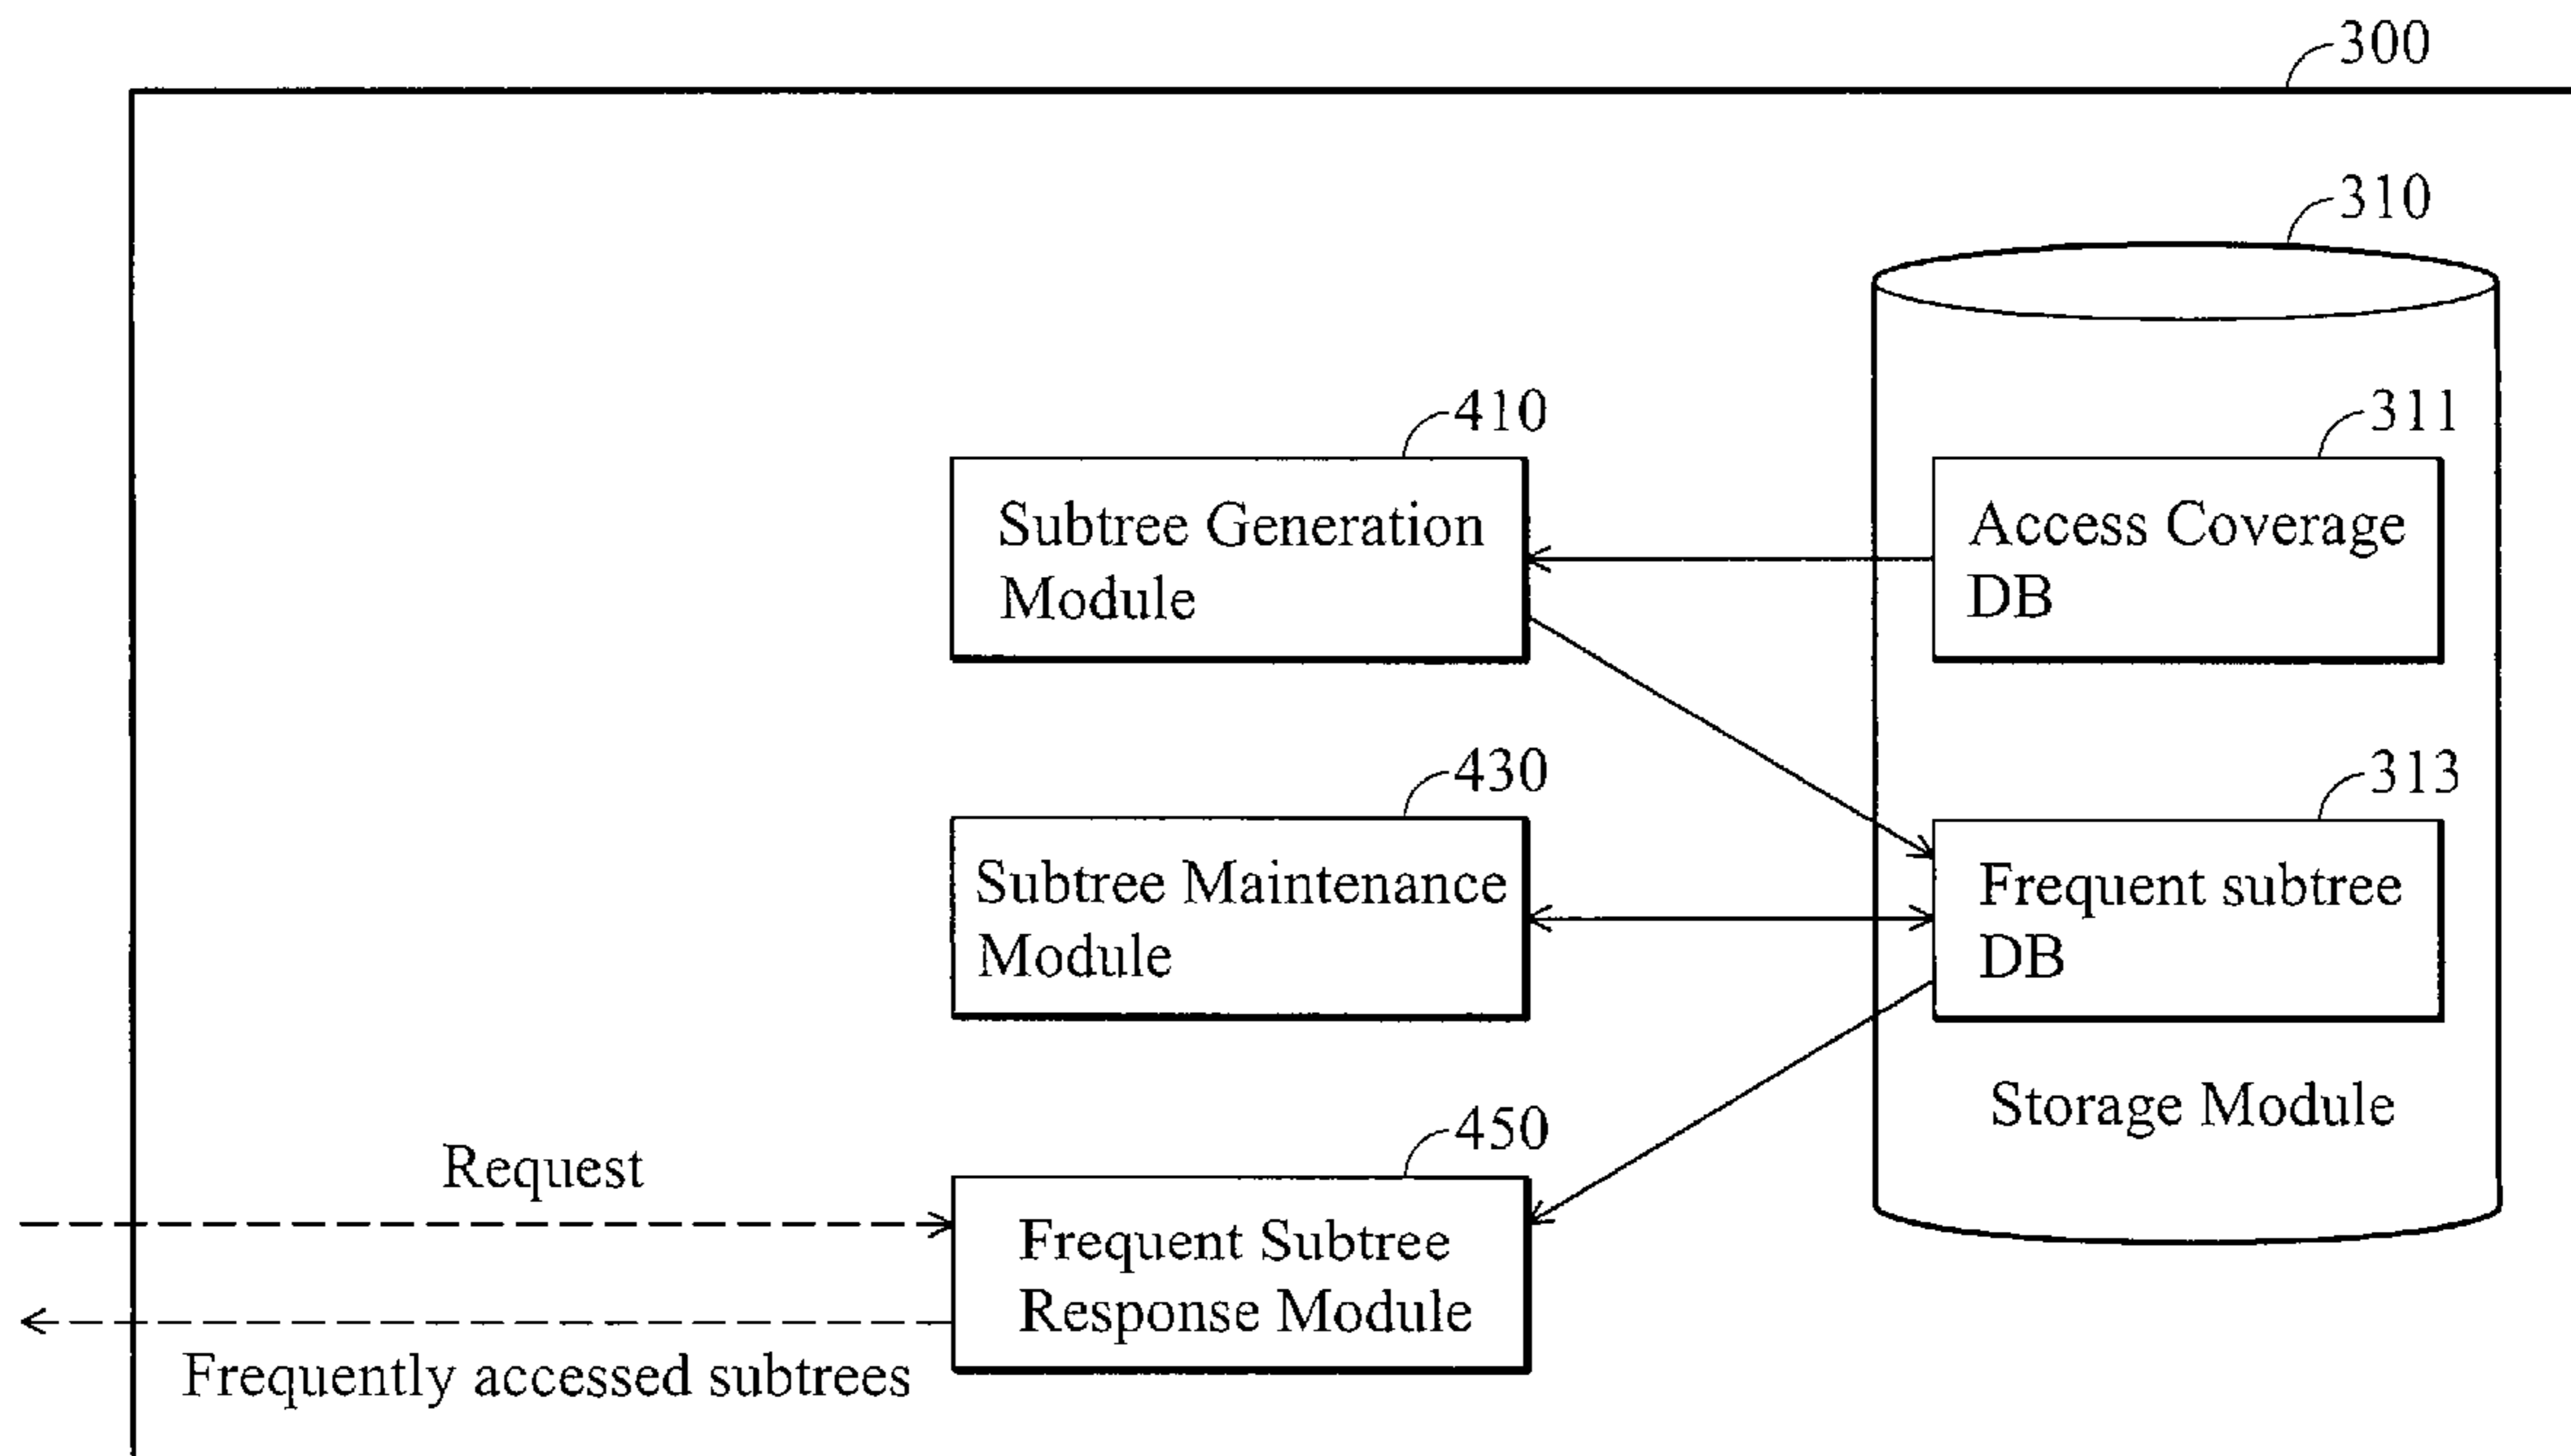 300
310
410
311
Subtree Generation
Module
Access Coverage
DB
430
313
Subtree Maintenance
Module
Frequent subtree
DB
Storage Module
450
Request
Frequent Subtree
Response Module
Frequently accessed subtrees